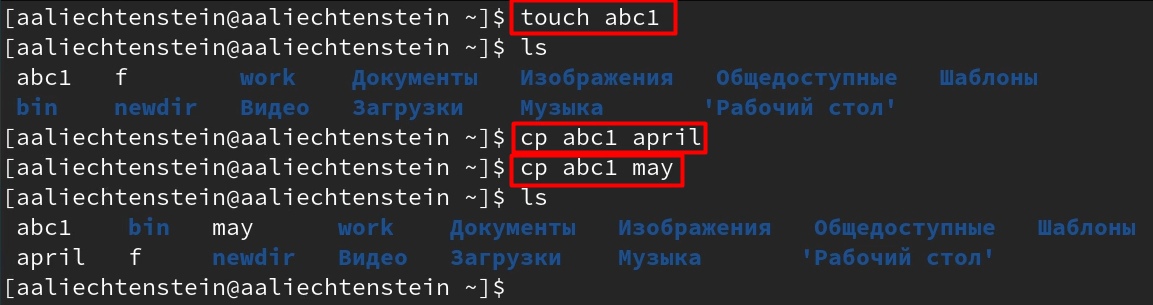 [aaliechtenstein@aaliechtenstein ~]$ touch abc1
[aaliechtenstein@aaliechtenstein ~]$ ls
abc1 f work Документы Изображения Общедоступные Шаблоны
bin newdir Видео Загрузки Музыка 'Рабочий стол'
[aaliechtenstein@aaliechtenstein ~]$ cp abc1 april
[aaliechtenstein@aaliechtenstein ~]$ cp abc1 may
[aaliechtenstein@aaliechtenstein ~]$ ls
abc1 bin may work Документы Изображения Общедоступные Шаблоны
april f newdir Видео Загрузки Музыка 'Рабочий стол'
[aaliechtenstein@aaliechtenstein ~]$